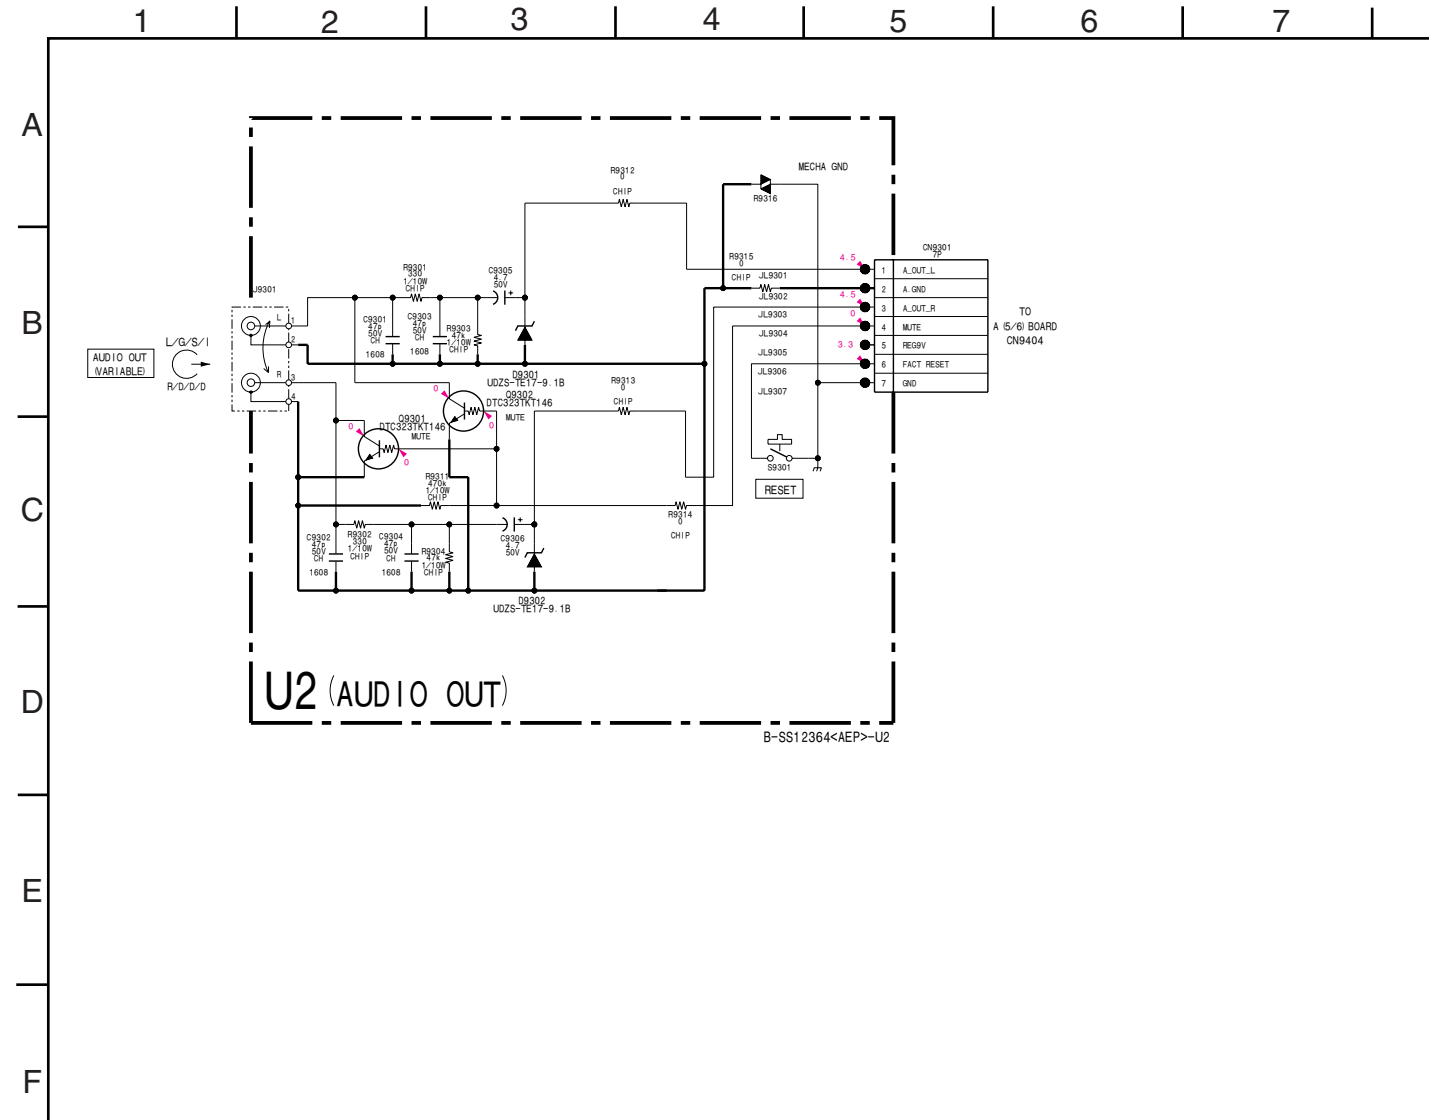 1 2 3 4 5 6 7
A
B
C
D
E
F
MECHA GND
R9312
0
CHIP
R9316
CN9301
7P
R9315
0
CHIP
JL9301
JL9302
JL9303
JL9304
JL9305
JL9306
JL9307
4.5
4.5
0
3.3
1 A_OUT_L
2 A.GND
3 A_OUT_R
4 MUTE
5 REG9V
6 FACT RESET
7 GND
TO
A (5/6) BOARD
CN9404
J9301
L
1
2
R
3
4
L/G/S/I
AUDIO OUT
(VARIABLE)
R/D/D/D
R9301
330
1/10W
CHIP
C9305
4.7
50V
+
C9301
47p
50V
CH
1608
C9303
47p
50V
CH
1608
R9303
47k
1/10W
CHIP
D9301
UDZS-TE17-9.1B
Q9302
DTC323TKT146
MUTE
0
0
R9313
0
CHIP
Q9301
DTC323TKT146
MUTE
0
0
R9311
470k
1/10W
CHIP
S9301
RESET
R9314
0
CHIP
C9302
47p
50V
CH
1608
R9302
330
1/10W
CHIP
C9304
47p
50V
CH
1608
R9304
47k
1/10W
CHIP
C9306
4.7
50V
+
D9302
UDZS-TE17-9.1B
U2 (AUDIO OUT)
B-SS12364<AEP>-U2